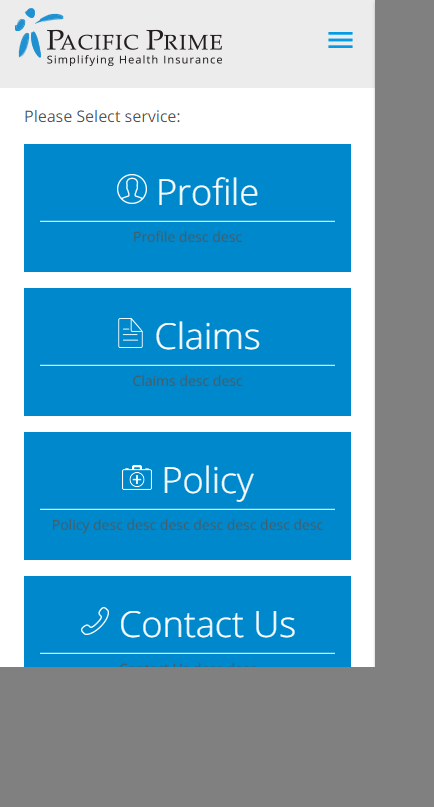 PACIFIC PRIME
Simplifying Health Insurance
Please Select service:
Profile
Profile desc desc
Claims
Claims desc desc
Policy
Policy desc desc desc desc desc desc desc
Contact Us